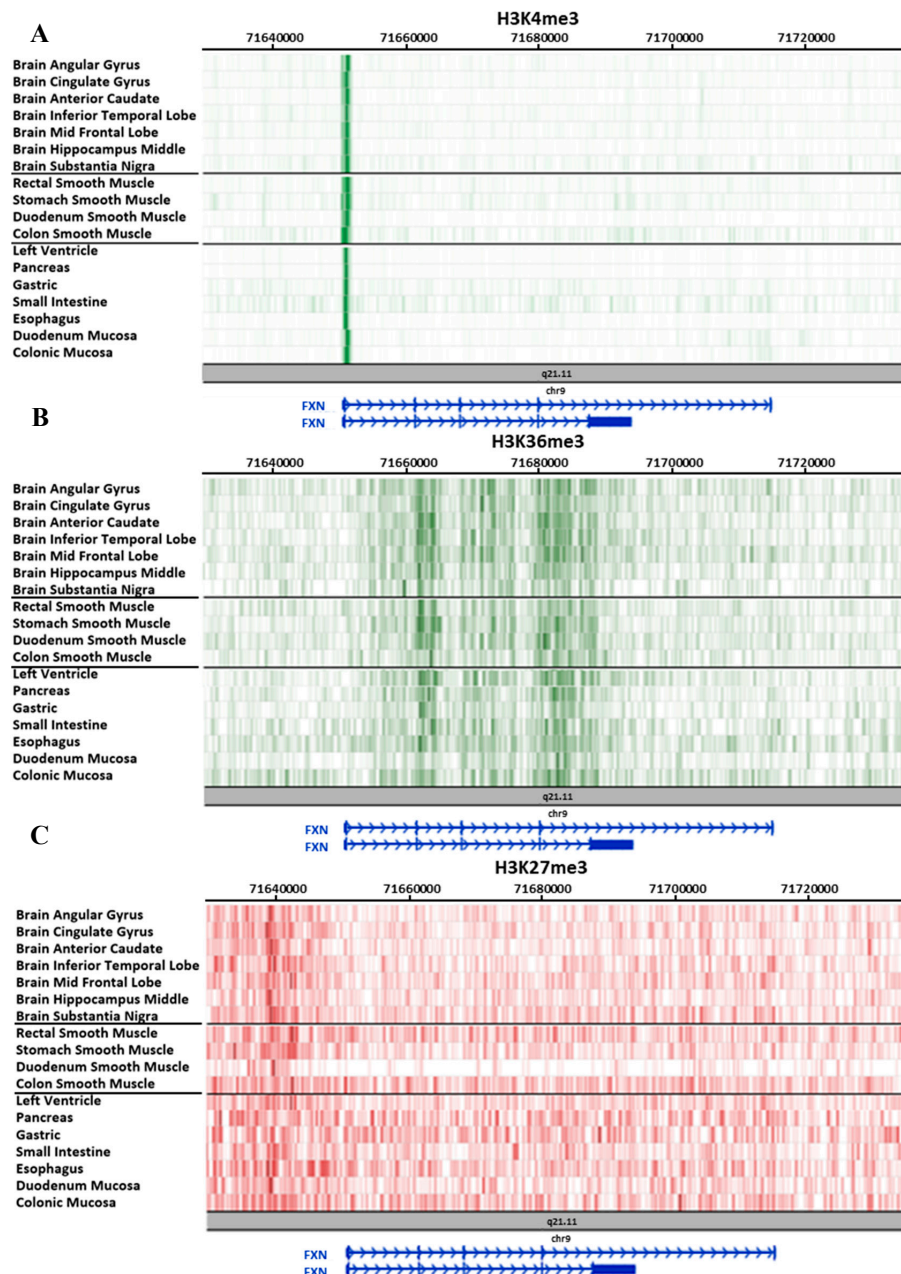 A
H3K4me3
71640000 71660000 71680000 71700000 71720000
Brain Angular Gyrus
Brain Cingulate Gyrus
Brain Anterior Caudate
Brain Inferior Temporal Lobe
Brain Mid Frontal Lobe
Brain Hippocampus Middle
Brain Substantia Nigra
Rectal Smooth Muscle
Stomach Smooth Muscle
Duodenum Smooth Muscle
Colon Smooth Muscle
Left Ventricle
Pancreas
Gastric
Small Intestine
Esophagus
Duodenum Mucosa
Colonic Mucosa
q21.11
chr9
FXN
FXN
B
H3K36me3
71640000 71660000 71680000 71700000 71720000
Brain Angular Gyrus
Brain Cingulate Gyrus
Brain Anterior Caudate
Brain Inferior Temporal Lobe
Brain Mid Frontal Lobe
Brain Hippocampus Middle
Brain Substantia Nigra
Rectal Smooth Muscle
Stomach Smooth Muscle
Duodenum Smooth Muscle
Colon Smooth Muscle
Left Ventricle
Pancreas
Gastric
Small Intestine
Esophagus
Duodenum Mucosa
Colonic Mucosa
q21.11
chr9
FXN
FXN
C
H3K27me3
71640000 71660000 71680000 71700000 71720000
Brain Angular Gyrus
Brain Cingulate Gyrus
Brain Anterior Caudate
Brain Inferior Temporal Lobe
Brain Mid Frontal Lobe
Brain Hippocampus Middle
Brain Substantia Nigra
Rectal Smooth Muscle
Stomach Smooth Muscle
Duodenum Smooth Muscle
Colon Smooth Muscle
Left Ventricle
Pancreas
Gastric
Small Intestine
Esophagus
Duodenum Mucosa
Colonic Mucosa
q21.11
chr9
FXN
FXN